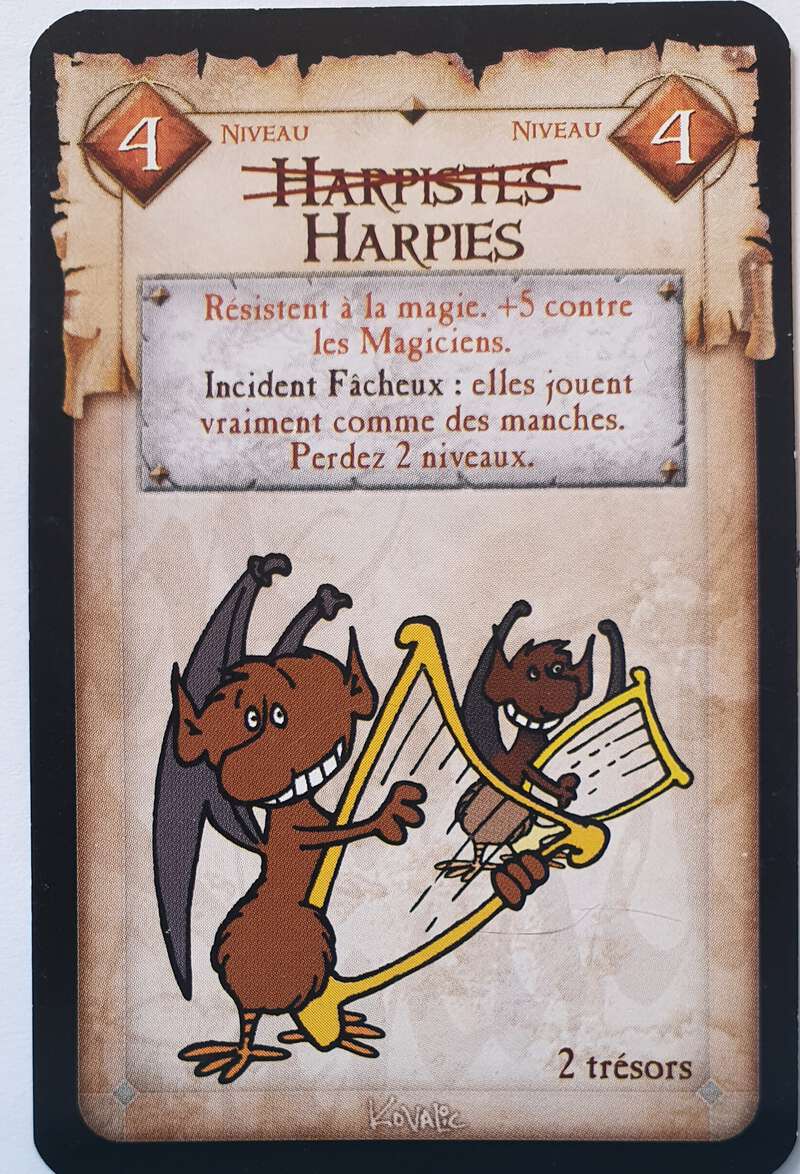 4 NIVEAU NIVEAU 4
HARPISTES
HARPIES
Résistent à la magie. +5 contre
les Magiciens.
Incident Fâcheux : elles jouent
vraiment comme des manches.
Perdez 2 niveaux.
2 trésors
KOVALIC